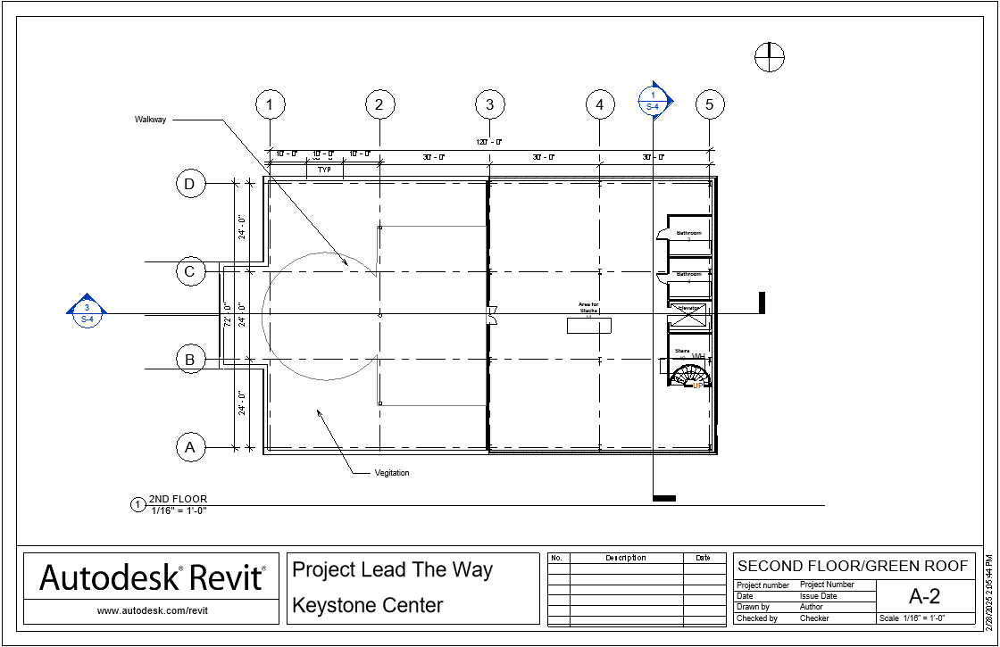 1
S-4
1
2
3
4
5
Walkway
120' - 0"
10' - 0"
10' - 0"
10' - 0"
30' - 0"
30' - 0"
30' - 0"
TYP
D
24' - 0"
Bathroom
3
C
Bathroom
4
3
S-4
72' - 0"
24' - 0"
Area for
Stacks
14
Elevator
B
Stairs
WH
UP
24' - 0"
A
Vegitation
1
2ND FLOOR
1/16" = 1'-0"
Autodesk® Revit®
www.autodesk.com/revit
Project Lead The Way
Keystone Center
No. Description Date
SECOND FLOOR/GREEN ROOF
Project number Project Number
Date Issue Date
Drawn by Author
Checked by Checker
A-2
Scale 1/16" = 1'-0"
2/28/2025 2:05:44 PM